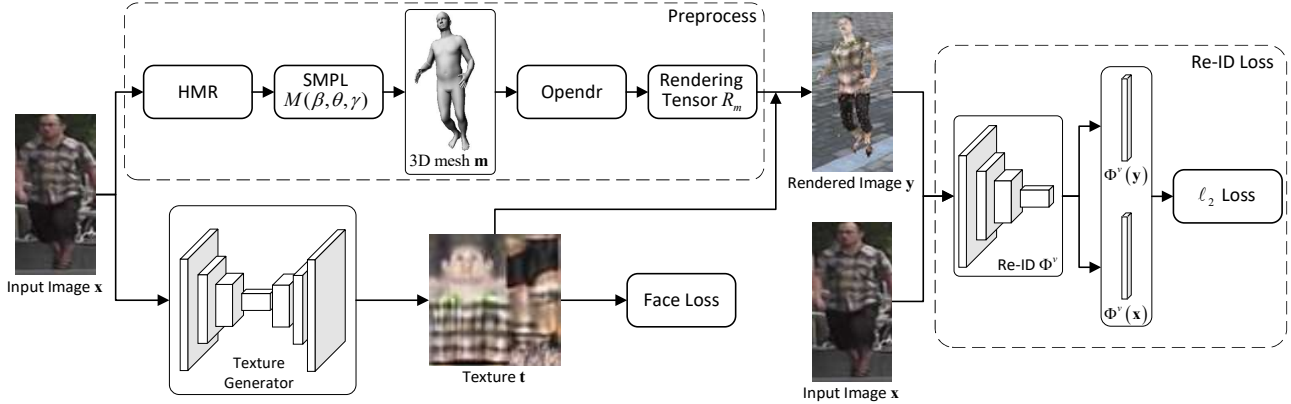 Preprocess
HMR
SMPL
M(β,θ,γ)
3D mesh m
Opendr
Rendering
Tensor R_m
Input Image x
Texture
Generator
Texture t
Face Loss
Rendered Image y
Input Image x
Re-ID Loss
Re-ID Φ^v
Φ^v(y)
Φ^v(x)
ℓ_2 Loss